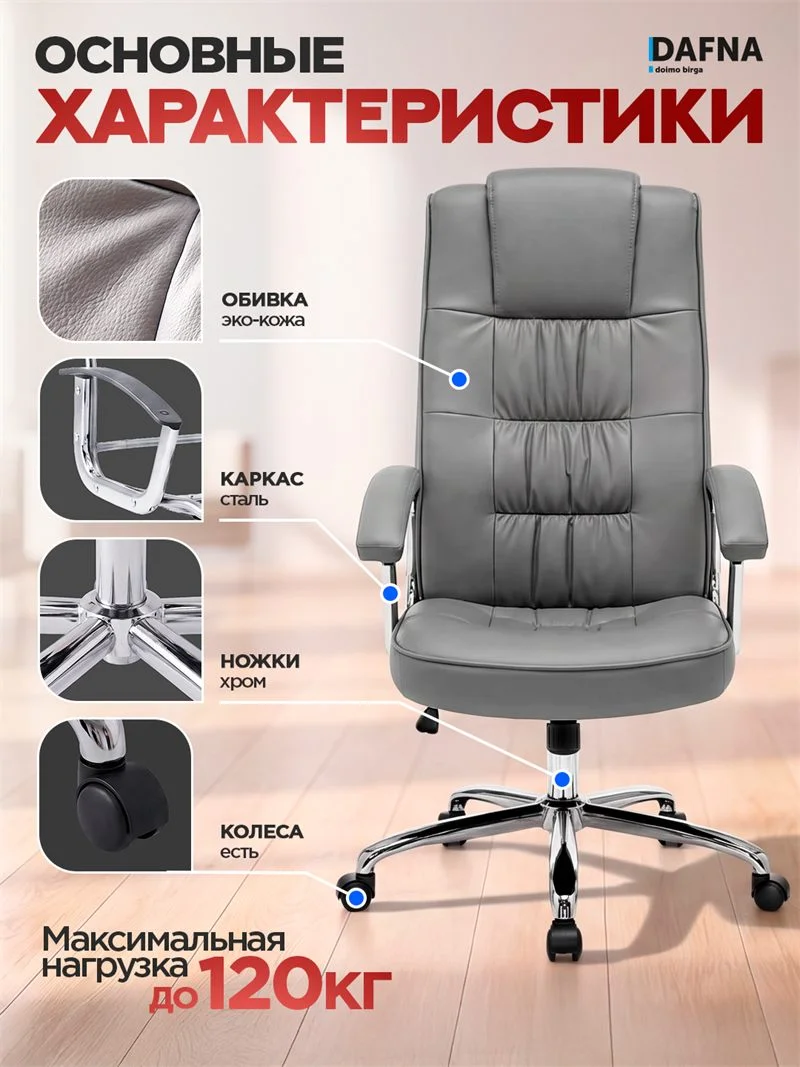 ОСНОВНЫЕ
DAFNA
doimo birga
ХАРАКТЕРИСТИКИ
ОБИВКА
эко-кожа
КАРКАС
сталь
НОЖКИ
хром
КОЛЕСА
есть
Максимальная
нагрузка
до 120кг